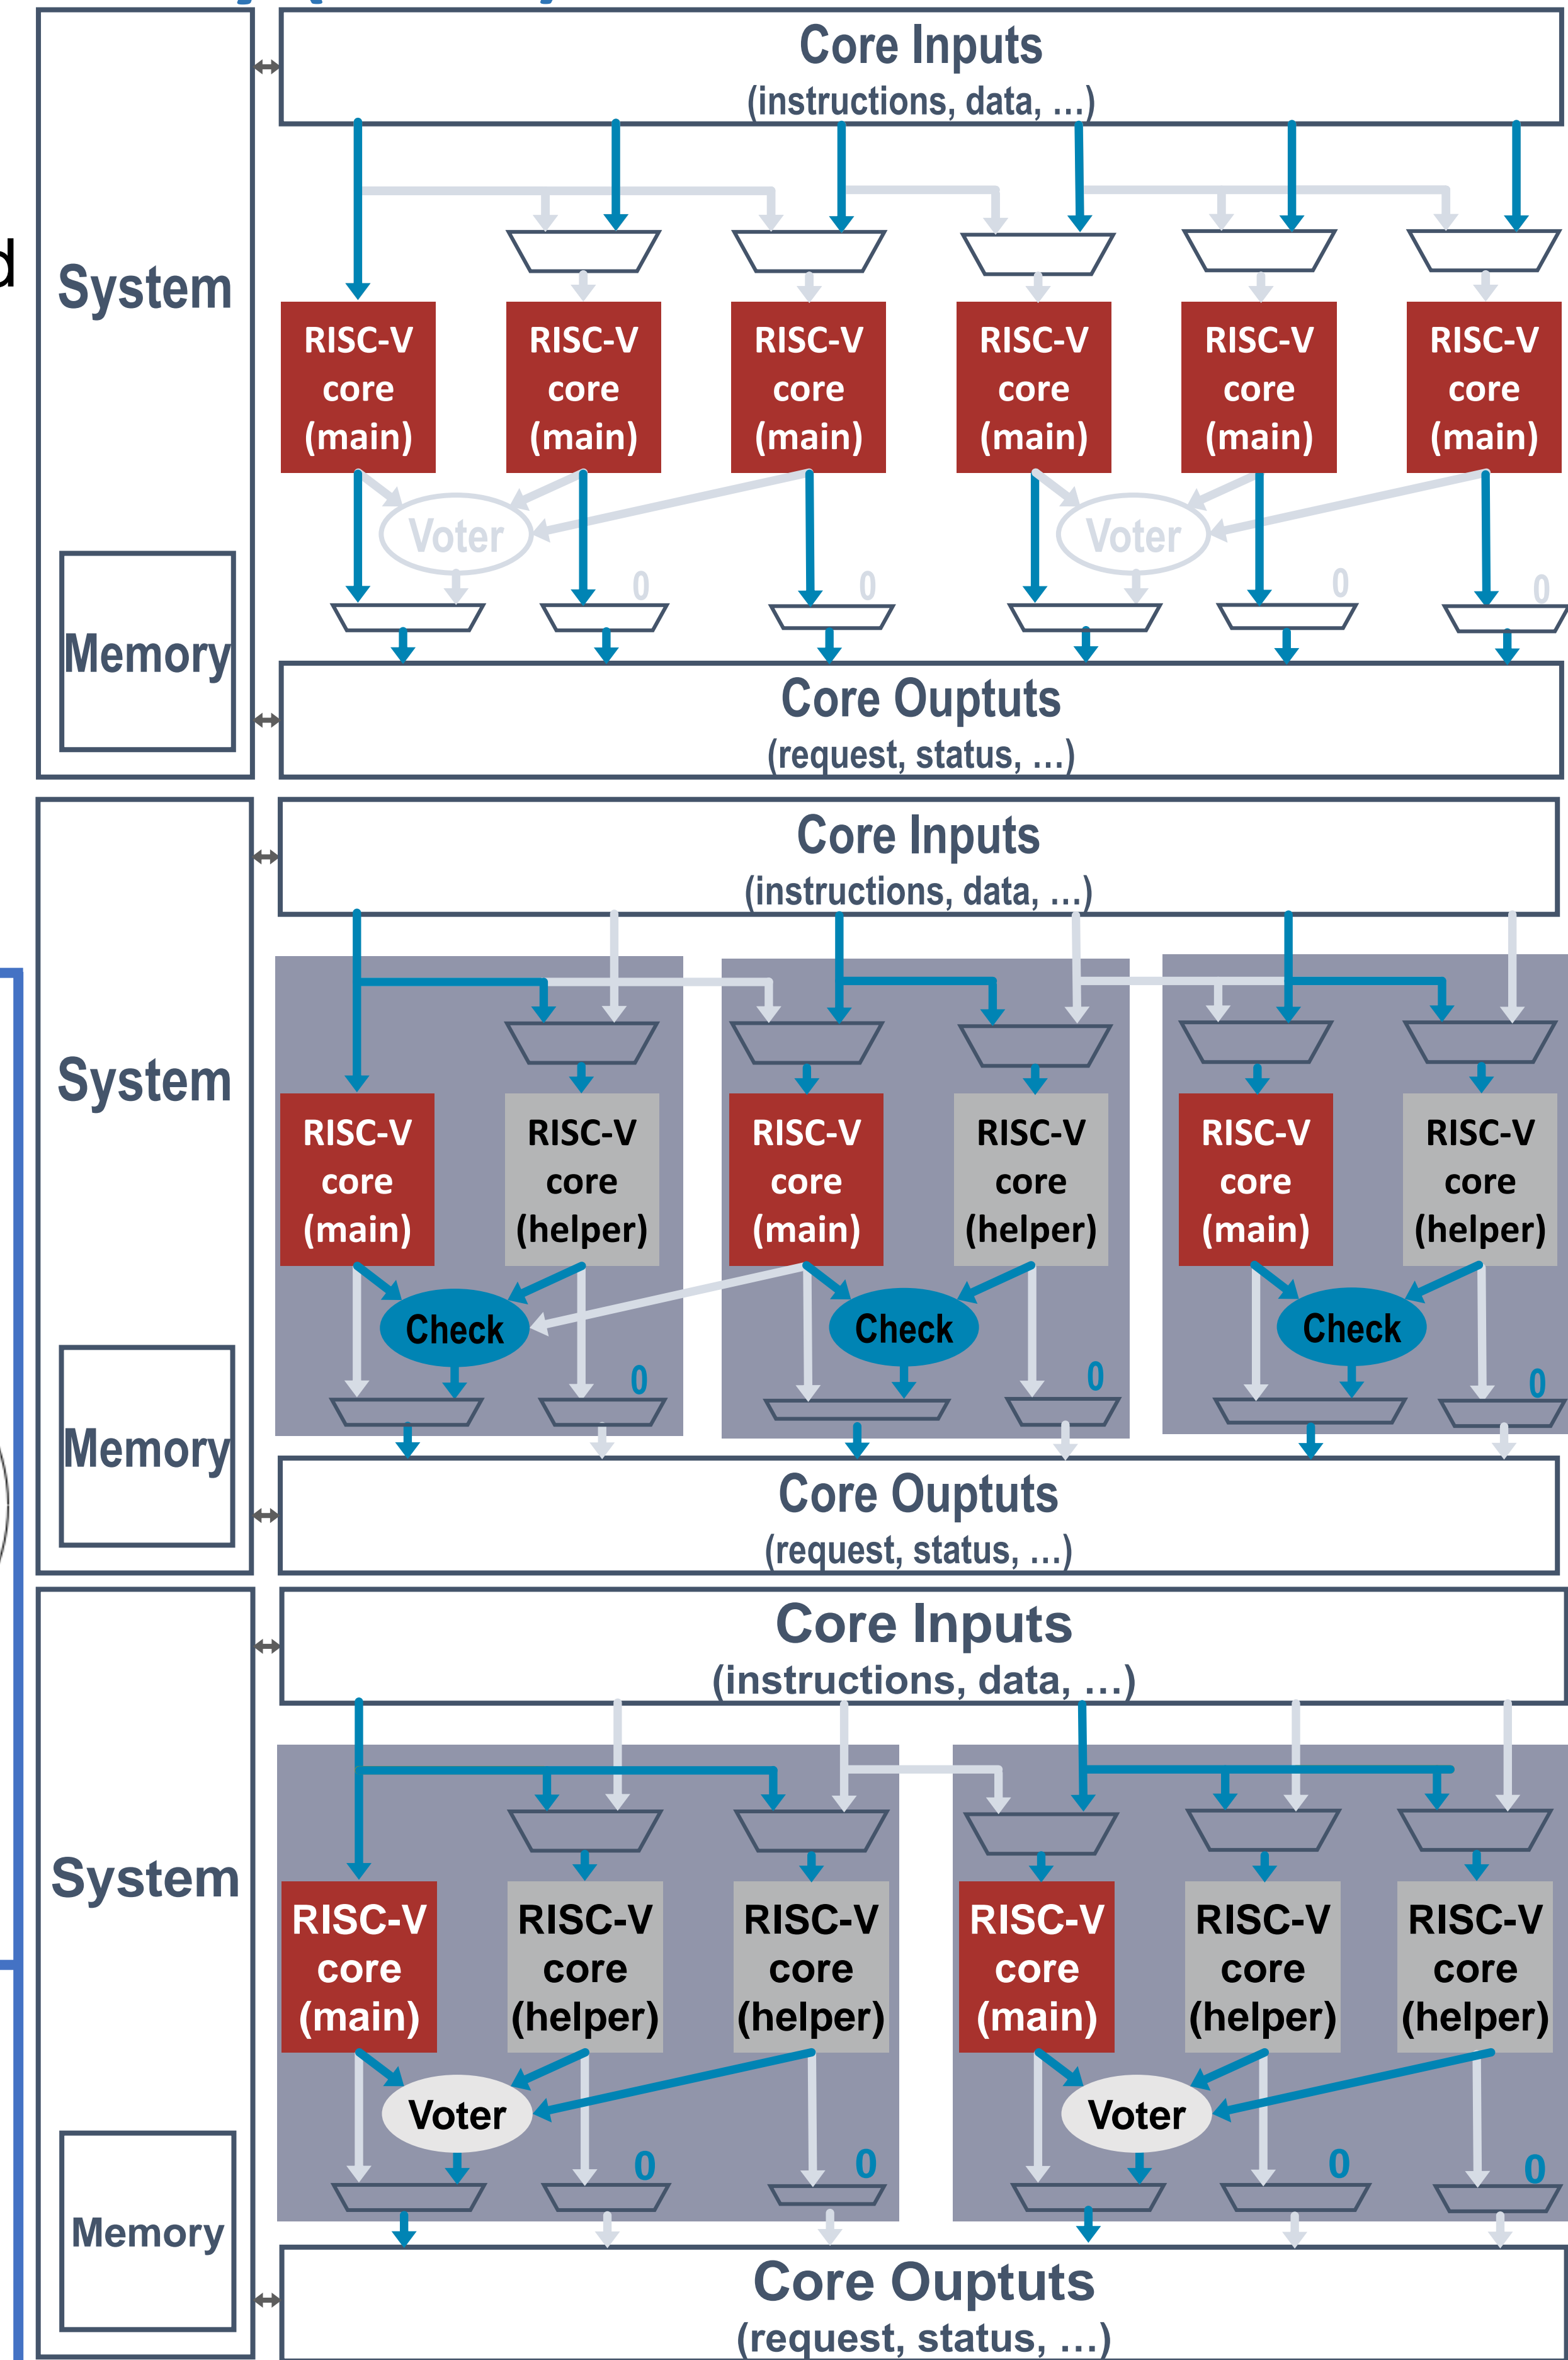 d
System
Memory
Core Inputs
(instructions, data, ...)
RISC-V
core
(main)
RISC-V
core
(main)
RISC-V
core
(main)
RISC-V
core
(main)
RISC-V
core
(main)
RISC-V
core
(main)
Voter
Voter
0
0
0
0
Core Ouptuts
(request, status, ...)
System
Memory
Core Inputs
(instructions, data, ...)
RISC-V
core
(main)
RISC-V
core
(helper)
RISC-V
core
(main)
RISC-V
core
(helper)
RISC-V
core
(main)
RISC-V
core
(helper)
Check
Check
Check
0
0
0
Core Ouptuts
(request, status, ...)
System
Memory
Core Inputs
(instructions, data, ...)
RISC-V
core
(main)
RISC-V
core
(helper)
RISC-V
core
(helper)
RISC-V
core
(main)
RISC-V
core
(helper)
RISC-V
core
(helper)
Voter
Voter
0
0
0
0
Core Ouptuts
(request, status, ...)